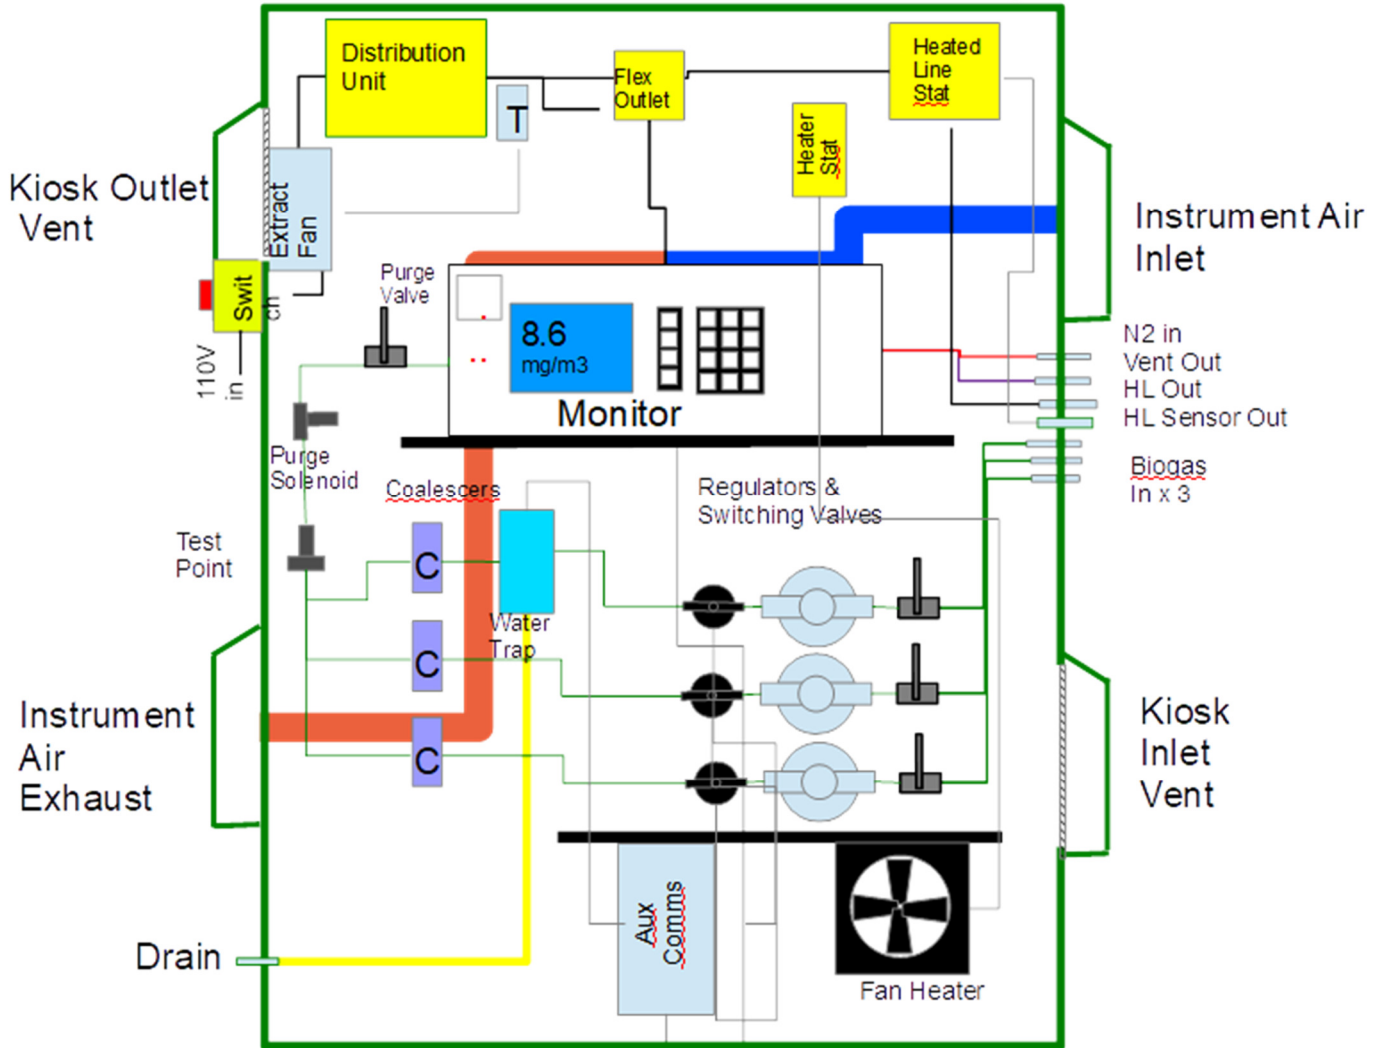 Distribution
Unit
T
Flex
Outlet
Heated
Line
Stat
Heater
Stat
Kiosk Outlet
Vent
Extract
Fan
Swit
ch
110V
in
Purge
Valve
Instrument Air
Inlet
8.6
mg/m3
Monitor
N2 in
Vent Out
HL Out
HL Sensor Out
Biogas
In x 3
Purge
Solenoid
Coalescers
Regulators &
Switching Valves
Test
Point
C
Water
Trap
C
C
Instrument
Air
Exhaust
Kiosk
Inlet
Vent
Aux
Comms
Drain
Fan Heater